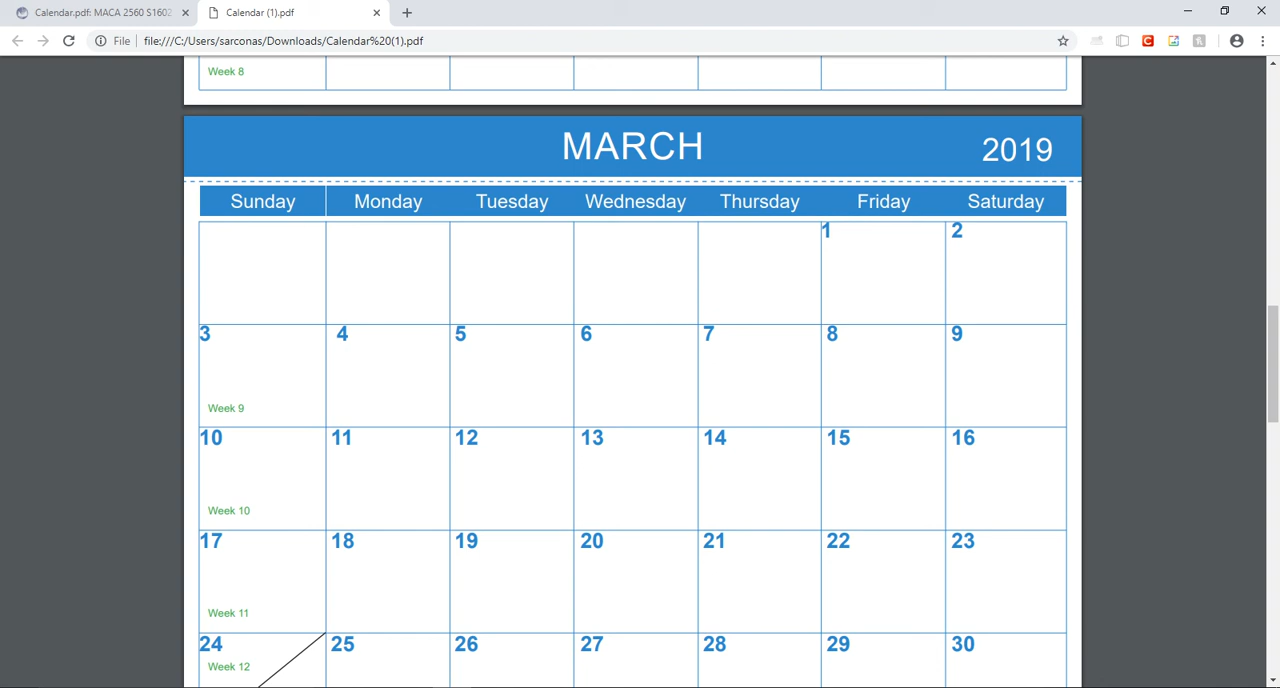 Calendar.pdf: MACA 2560 S1602
Calendar (1).pdf
File
file:///C:/Users/sarconas/Downloads/Calendar%20(1).pdf
Week 8
MARCH
2019
Sunday Monday Tuesday Wednesday Thursday Friday Saturday
1 2
3 4 5 6 7 8 9
Week 9
10 11 12 13 14 15 16
Week 10
17 18 19 20 21 22 23
Week 11
24 25 26 27 28 29 30
Week 12